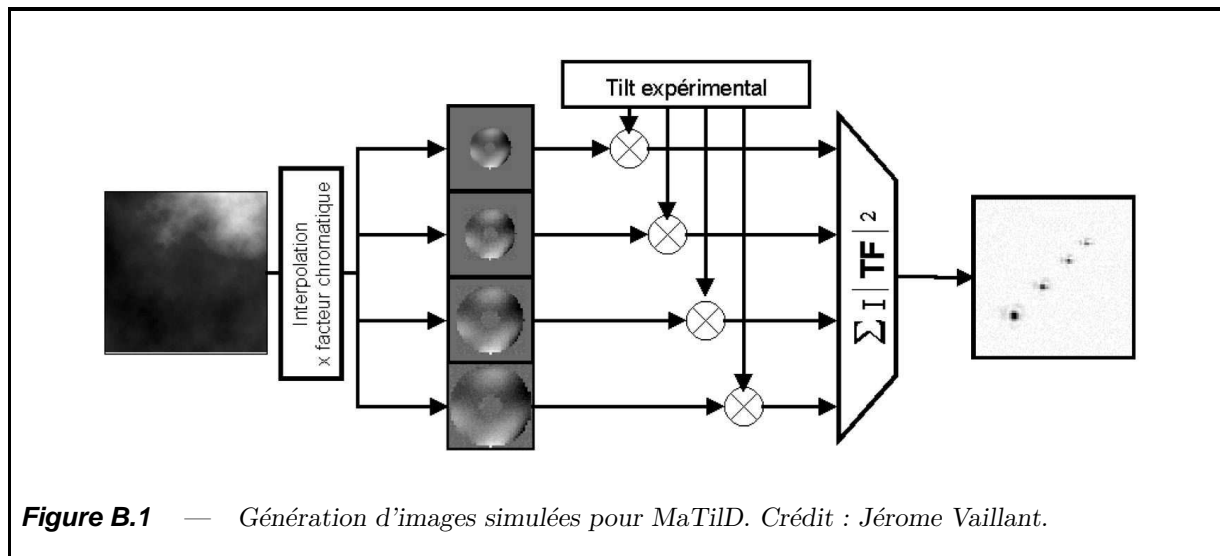 Tilt expérimental
Interpolation
x facteur chromatique
∑ I | TF | 2
Figure B.1 — Génération d'images simulées pour MaTilD. Crédit : Jérome Vaillant.